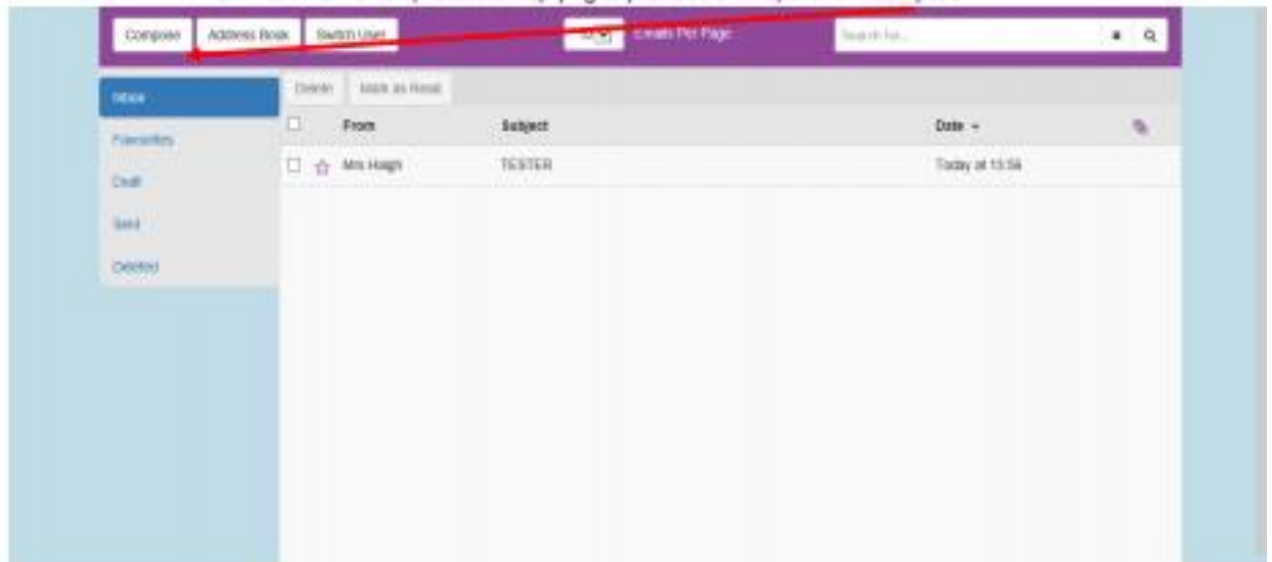 Compose Address Book Switch User Emails Per Page Search for...
Inbox Delete Mark as Read
From Subject Date
Favourites
Mrs Haigh TESTER Today at 13:56
Draft
Sent
Deleted